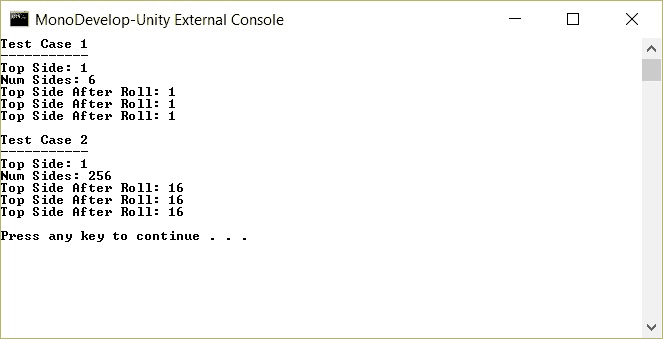 MonoDevelop-Unity External Console
Test Case 1
-----------
Top Side: 1
Num Sides: 6
Top Side After Roll: 1
Top Side After Roll: 1
Top Side After Roll: 1
Test Case 2
-----------
Top Side: 1
Num Sides: 256
Top Side After Roll: 16
Top Side After Roll: 16
Top Side After Roll: 16
Press any key to continue . . .